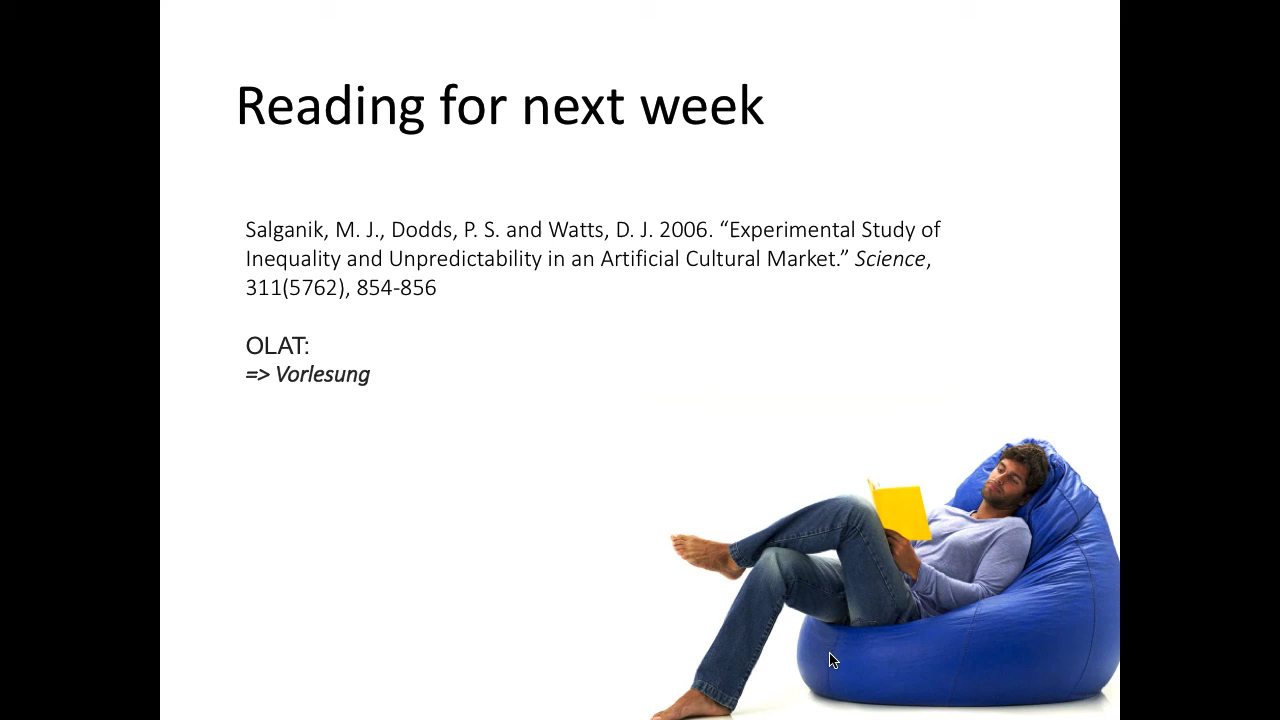 Reading for next week
Salganik, M. J., Dodds, P. S. and Watts, D. J. 2006. “Experimental Study of
Inequality and Unpredictability in an Artificial Cultural Market.” Science,
311(5762), 854-856
OLAT:
=> Vorlesung